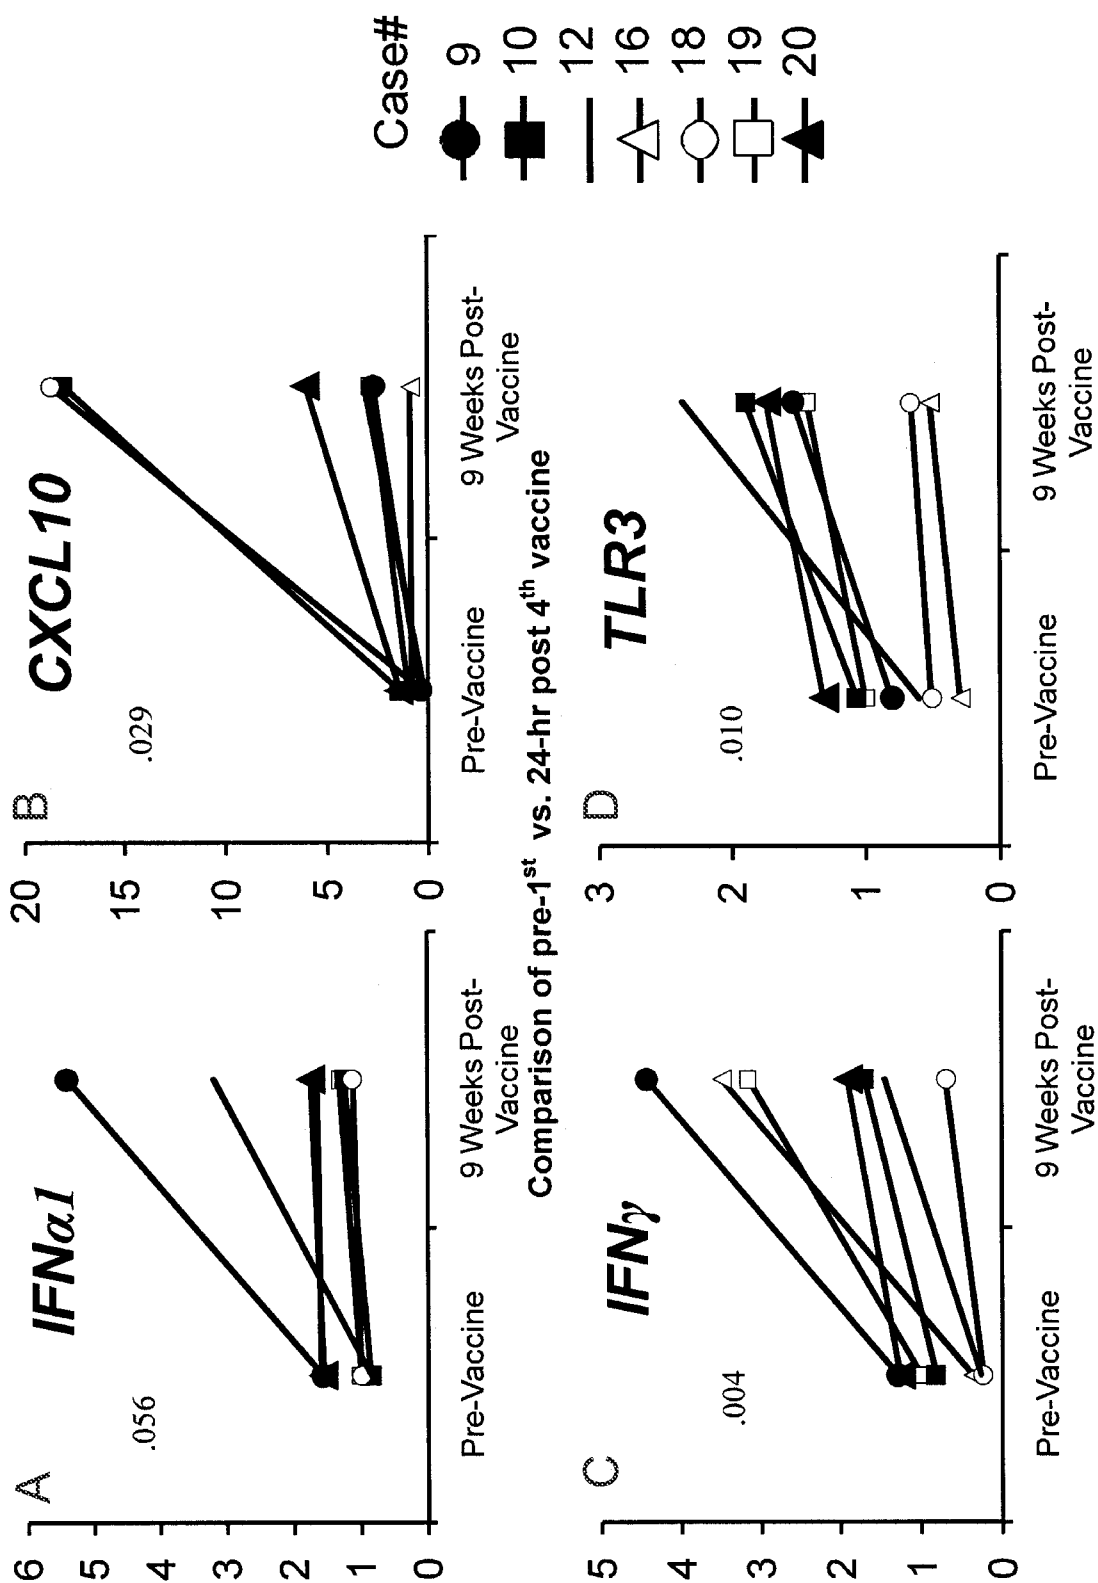 A
IFNα1
.056
6
5
4
3
2
1
0
Pre-Vaccine
9 Weeks Post-
Vaccine
B
CXCL10
.029
20
15
10
5
0
Pre-Vaccine
9 Weeks Post-
Vaccine
Comparison of pre-1st vs. 24-hr post 4th vaccine
C
IFNγ
.004
5
4
3
2
1
0
Pre-Vaccine
9 Weeks Post-
Vaccine
D
TLR3
.010
3
2
1
0
Pre-Vaccine
9 Weeks Post-
Vaccine
Case#
9
10
12
16
18
19
20